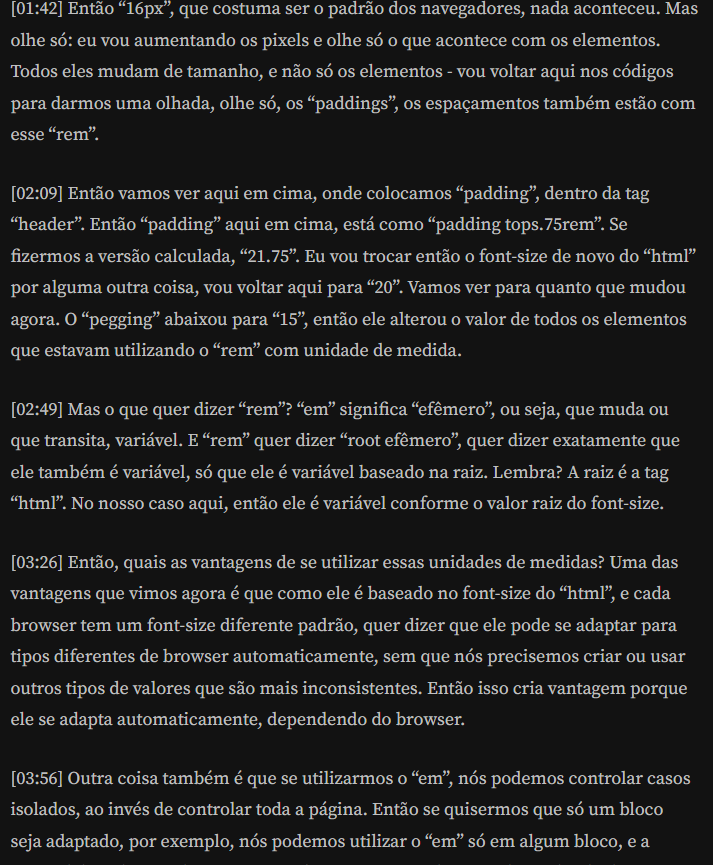 [01:42] Então “16px”, que costuma ser o padrão dos navegadores, nada aconteceu. Mas
olhe só: eu vou aumentando os pixels e olhe só o que acontece com os elementos.
Todos eles mudam de tamanho, e não só os elementos - vou voltar aqui nos códigos
para darmos uma olhada, olhe só, os “paddings”, os espaçamentos também estão com
esse “rem”.
[02:09] Então vamos ver aqui em cima, onde colocamos “padding”, dentro da tag
“header”. Então “padding” aqui em cima, está como “padding tops.75rem”. Se
fizermos a versão calculada, “21.75”. Eu vou trocar então o font-size de novo do “html”
por alguma outra coisa, vou voltar aqui para “20”. Vamos ver para quanto que mudou
agora. O “pegging” abaixou para “15”, então ele alterou o valor de todos os elementos
que estavam utilizando o “rem” com unidade de medida.
[02:49] Mas o que quer dizer “rem”? “em” significa “efêmero”, ou seja, que muda ou
que transita, variável. E “rem” quer dizer “root efêmero”, quer dizer exatamente que
ele também é variável, só que ele é variável baseado na raiz. Lembra? A raiz é a tag
“html”. No nosso caso aqui, então ele é variável conforme o valor raiz do font-size.
[03:26] Então, quais as vantagens de se utilizar essas unidades de medidas? Uma das
vantagens que vimos agora é que como ele é baseado no font-size do “html”, e cada
browser tem um font-size diferente padrão, quer dizer que ele pode se adaptar para
tipos diferentes de browser automaticamente, sem que nós precisemos criar ou usar
outros tipos de valores que são mais inconsistentes. Então isso cria vantagem porque
ele se adapta automaticamente, dependendo do browser.
[03:56] Outra coisa também é que se utilizarmos o “em”, nós podemos controlar casos
isolados, ao invés de controlar toda a página. Então se quisermos que só um bloco
seja adaptado, por exemplo, nós podemos utilizar o “em” só em algum bloco, e a